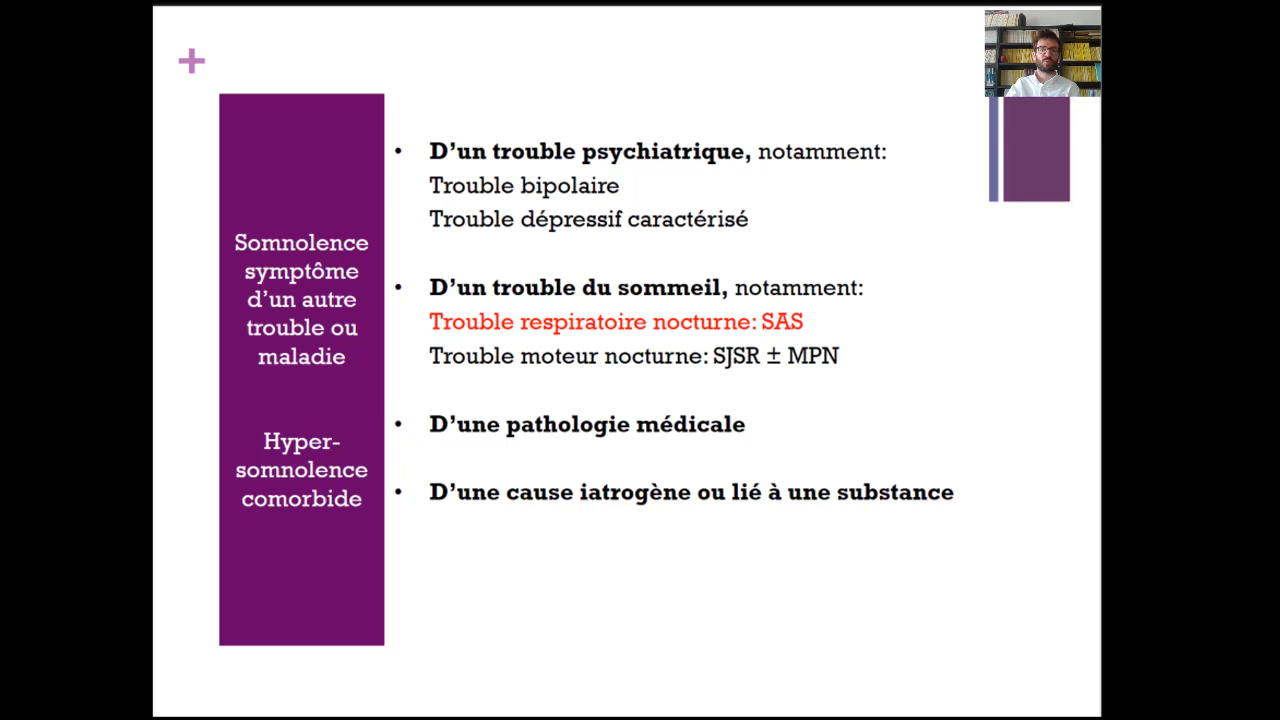 +
Somnolence
symptôme
d'un autre
trouble ou
maladie
Hyper-
somnolence
comorbide
• D'un trouble psychiatrique, notamment:
Trouble bipolaire
Trouble dépressif caractérisé
• D'un trouble du sommeil, notamment:
Trouble respiratoire nocturne: SAS
Trouble moteur nocturne: SJSR ± MPN
• D'une pathologie médicale
• D'une cause iatrogène ou lié à une substance